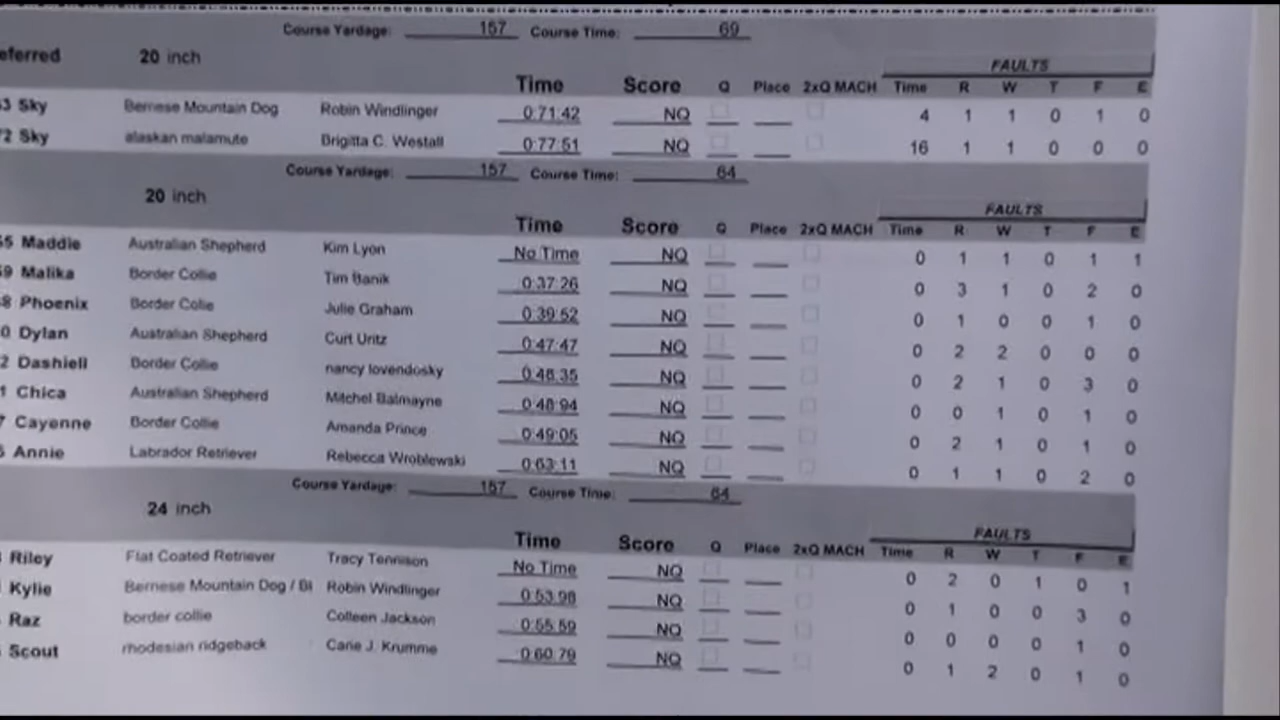 Course Yardage: 157 Course Time: 69
eferred 20 inch
FAULTS
Time Score Q Place 2xQ MACH Time R W T F E
3 Sky Bernese Mountain Dog Robin Windlinger 0:71:42 NQ 4 1 1 0 1 0
2 Sky alaskan malamute Brigitta C. Westall 0:77:51 NQ 16 1 1 0 0 0
Course Yardage: 157 Course Time: 64
20 inch
FAULTS
Time Score Q Place 2xQ MACH Time R W T F E
5 Maddie Australian Shepherd Kim Lyon No Time NQ 0 1 1 0 1 1
9 Malika Border Collie Tim Banik 0:37:26 NQ 0 3 1 0 2 0
8 Phoenix Border Colie Julie Graham 0:39:52 NQ 0 1 0 0 1 0
0 Dylan Australian Shepherd Curt Uritz 0:47:47 NQ 0 2 2 0 0 0
2 Dashiell Border Collie nancy lovendosky 0:48:35 NQ 0 2 1 0 3 0
1 Chica Australian Shepherd Mitchel Balmayne 0:48:94 NQ 0 0 1 0 1 0
7 Cayenne Border Collie Amanda Prince 0:49:05 NQ 0 2 1 0 1 0
Annie Labrador Retriever Rebecca Wroblewski 0:63:11 NQ 0 1 1 0 2 0
Course Yardage: 157 Course Time: 64
24 inch
FAULTS
Time Score Q Place 2xQ MACH Time R W T F E
Riley Flat Coated Retriever Tracy Tennison No Time NQ 0 2 0 1 0 1
Kylie Bernese Mountain Dog / Bl Robin Windlinger 0:53:98 NQ 0 1 0 0 3 0
Raz border collie Colleen Jackson 0:55:59 NQ 0 0 0 0 1 0
Scout rhodesian ridgeback Carie J. Krumme 0:60:79 NQ 0 1 2 0 1 0